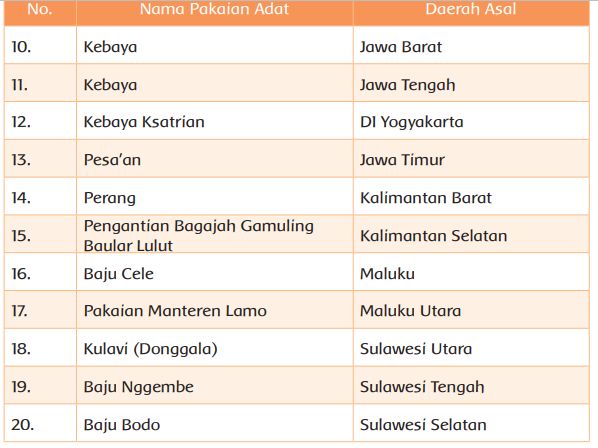 No. Nama Pakaian Adat Daerah Asal
10. Kebaya Jawa Barat
11. Kebaya Jawa Tengah
12. Kebaya Ksatrian DI Yogyakarta
13. Pesa’an Jawa Timur
14. Perang Kalimantan Barat
15. Pengantian Bagajah Gamuling
Baular Lulut Kalimantan Selatan
16. Baju Cele Maluku
17. Pakaian Manteren Lamo Maluku Utara
18. Kulavi (Donggala) Sulawesi Utara
19. Baju Nggembe Sulawesi Tengah
20. Baju Bodo Sulawesi Selatan